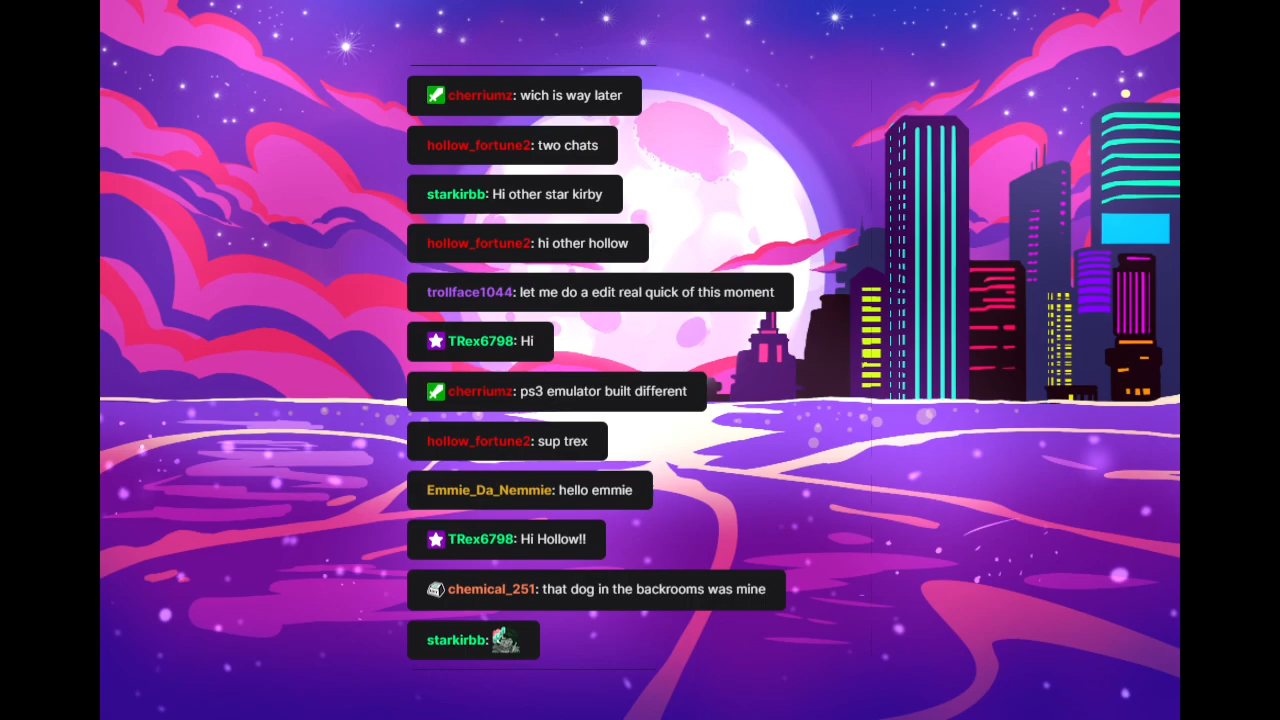 cherriumz: wich is way later
hollow_fortune2: two chats
starkirbb: Hi other star kirby
hollow_fortune2: hi other hollow
trollface1044: let me do a edit real quick of this moment
TRex6798: Hi
cherriumz: ps3 emulator built different
hollow_fortune2: sup trex
Emmie_Da_Nemmie: hello emmie
TRex6798: Hi Hollow!!
chemical_251: that dog in the backrooms was mine
starkirbb: